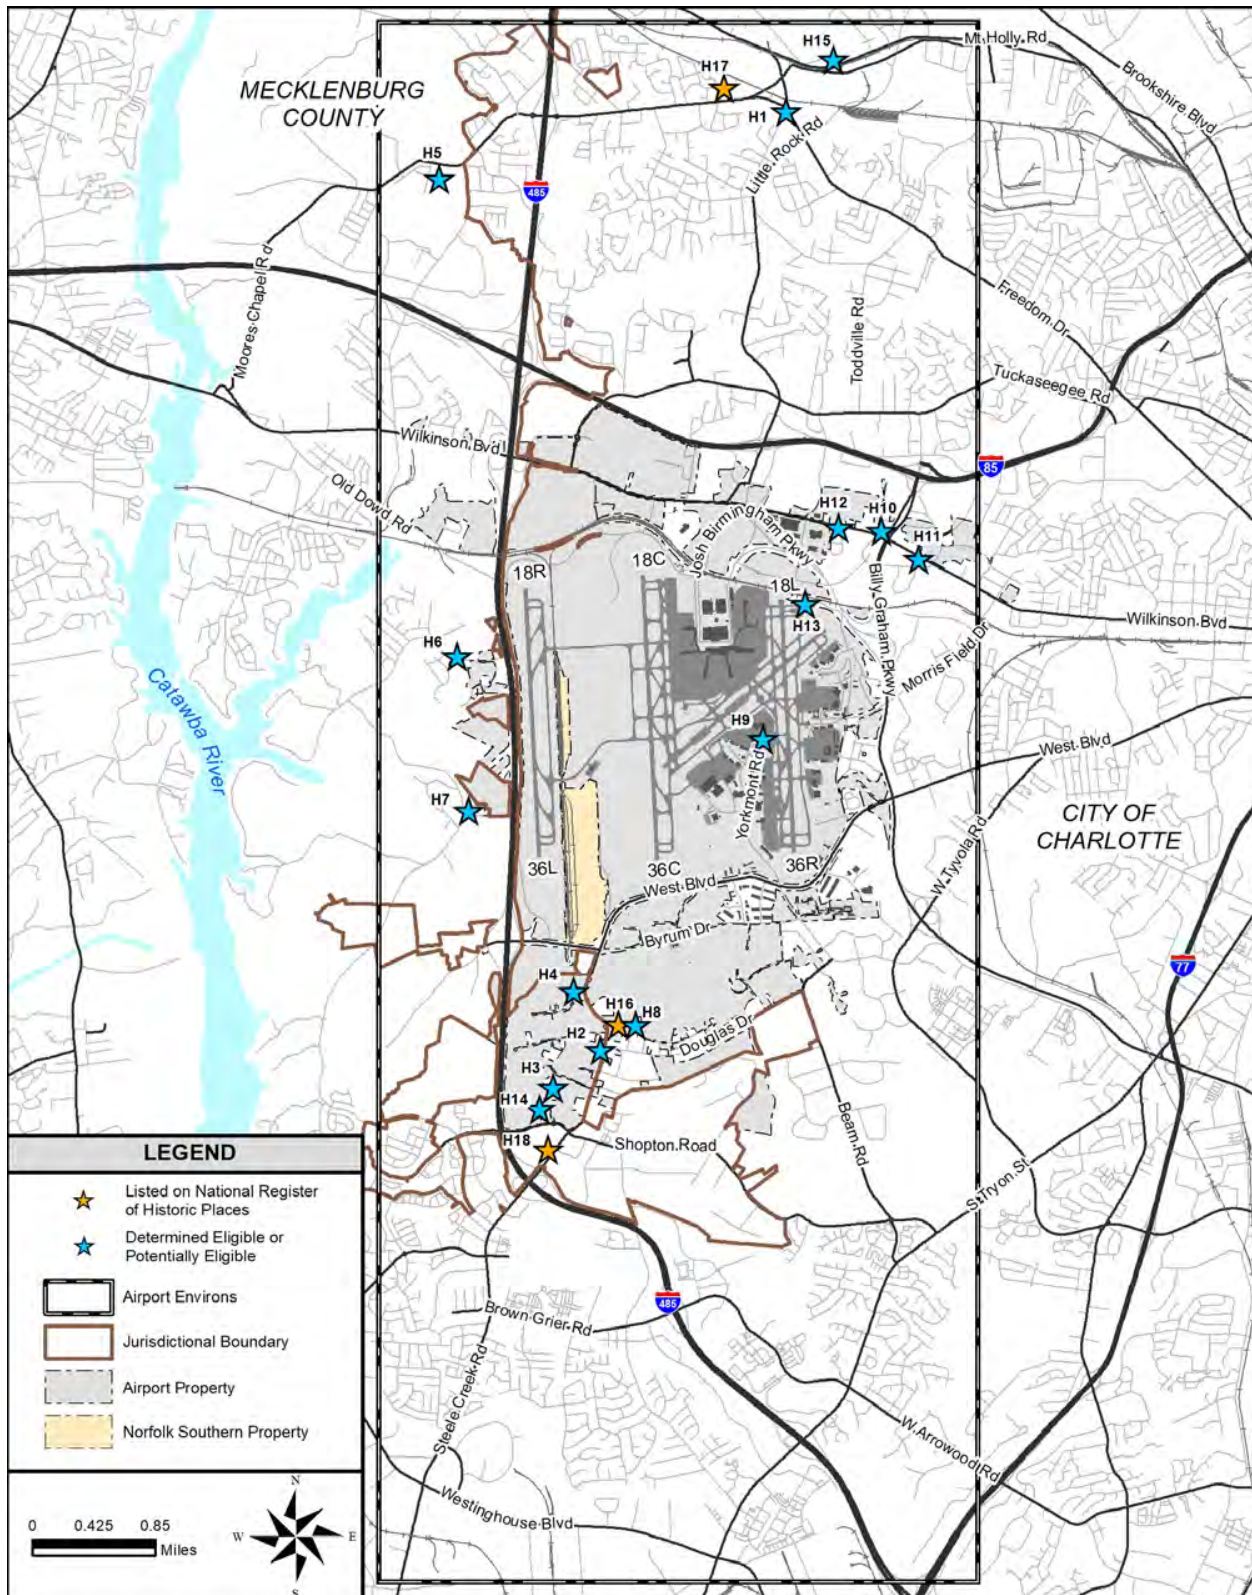 H15
Mt Holly Rd
H17
Brookshire Blvd
MECKLENBURG
COUNTY
H1
Little Rock Rd
H5
485
Moores Chapel Rd
Freedom Dr
Toddville Rd
Tuckaseegee Rd
Wilkinson Blvd
85
Old Dowd Rd
H12
H10
H11
Josh Birmingham Pkwy
18R
18C
18L
H13
Billy Graham Pkwy
Wilkinson Blvd
H6
Morris Field Dr
Catawba River
H9
West Blvd
Yorkmont Rd
H7
CITY OF
CHARLOTTE
36L
36C
36R
West Blvd
W Tyvola Rd
Byrum Dr
77
H4
H16
H8
H2
Douglas Dr
H3
H14
Beam Rd
H18
Shopton Road
S Tryon St
LEGEND
Listed on National Register
of Historic Places
Determined Eligible or
Potentially Eligible
Airport Environs
Jurisdictional Boundary
Airport Property
Norfolk Southern Property
485
Brown Grier Rd
Steele Creek Rd
W Arrowood Rd
Westinghouse Blvd
0 0.425 0.85
Miles
N
W
E
S